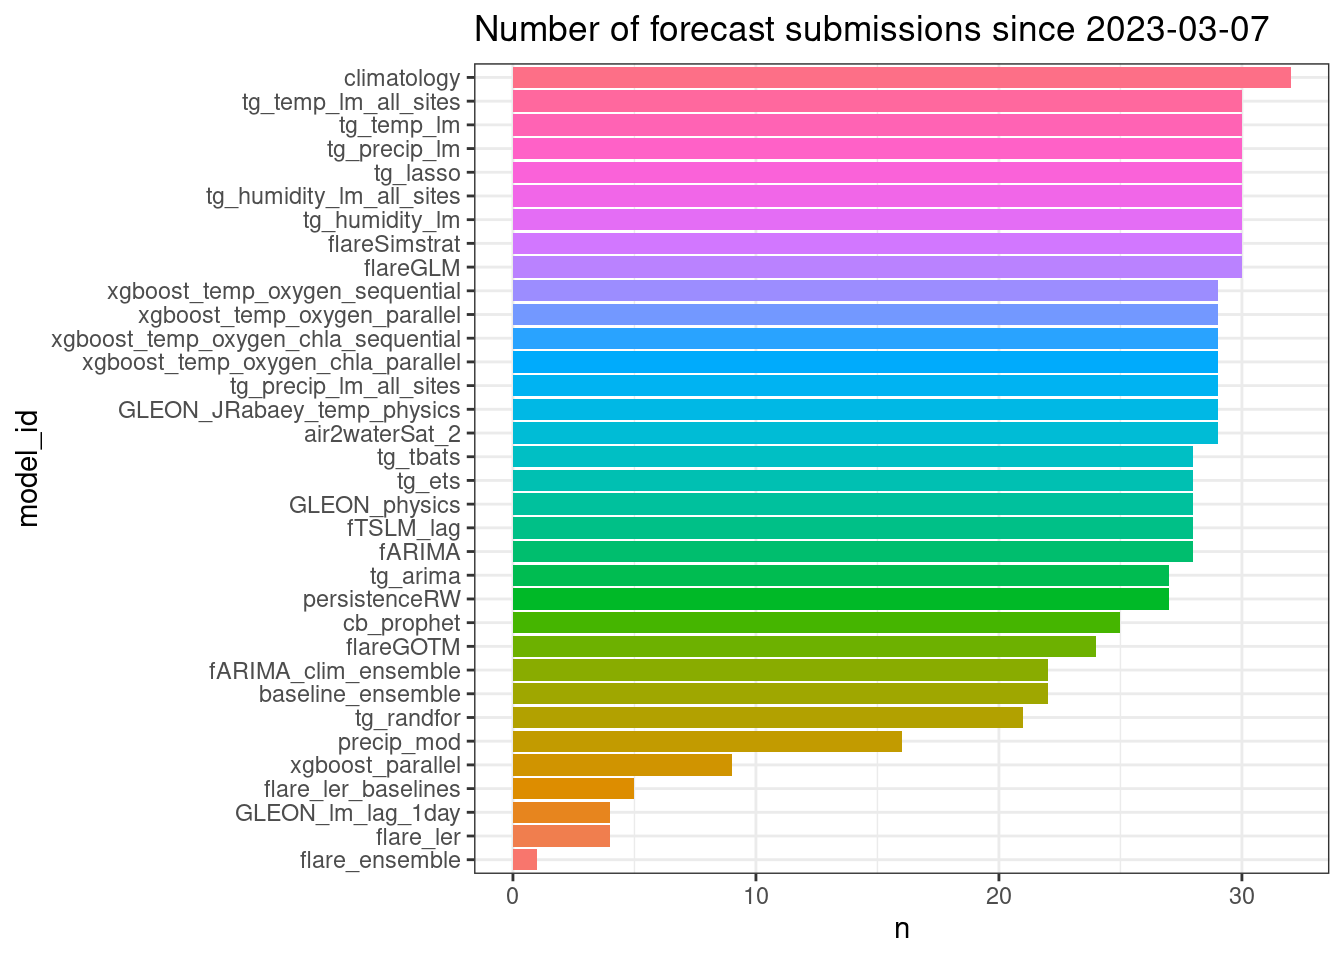 Number of forecast submissions since 2023-03-07
climatology
tg_temp_lm_all_sites
tg_temp_lm
tg_precip_lm
tg_lasso
tg_humidity_lm_all_sites
tg_humidity_lm
flareSimstrat
flareGLM
xgboost_temp_oxygen_sequential
xgboost_temp_oxygen_parallel
xgboost_temp_oxygen_chla_sequential
xgboost_temp_oxygen_chla_parallel
tg_precip_lm_all_sites
GLEON_JRabaey_temp_physics
air2waterSat_2
tg_tbats
tg_ets
GLEON_physics
fTSLM_lag
fARIMA
tg_arima
persistenceRW
cb_prophet
flareGOTM
fARIMA_clim_ensemble
baseline_ensemble
tg_randfor
precip_mod
xgboost_parallel
flare_ler_baselines
GLEON_lm_lag_1day
flare_ler
flare_ensemble
model_id
0 10 20 30
n